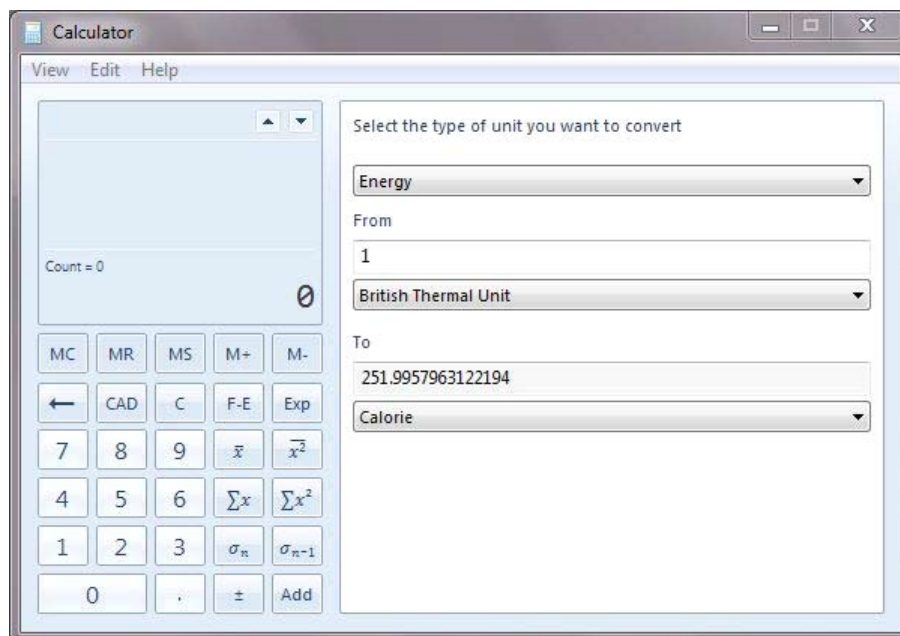 Calculator
View Edit Help
Count = 0
0
MC MR MS M+ M-
← CAD C F-E Exp
7 8 9 x̅ x̅²
4 5 6 ∑x ∑x²
1 2 3 σₙ σₙ₋₁
0 . ± Add
Select the type of unit you want to convert
Energy
From
1
British Thermal Unit
To
251.9957963122194
Calorie